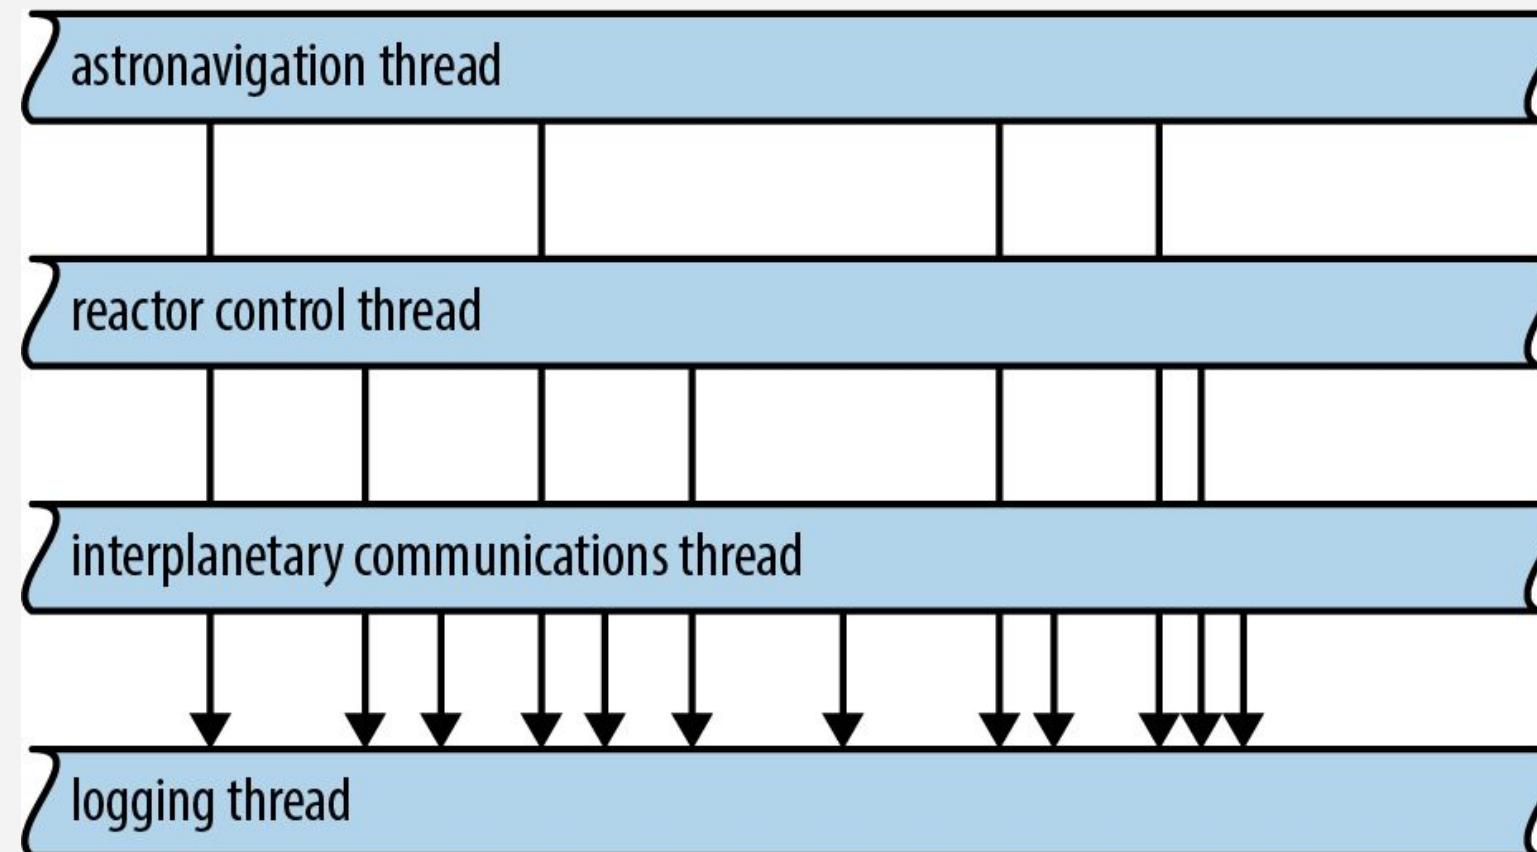 astronavigation thread
reactor control thread
interplanetary communications thread
logging thread